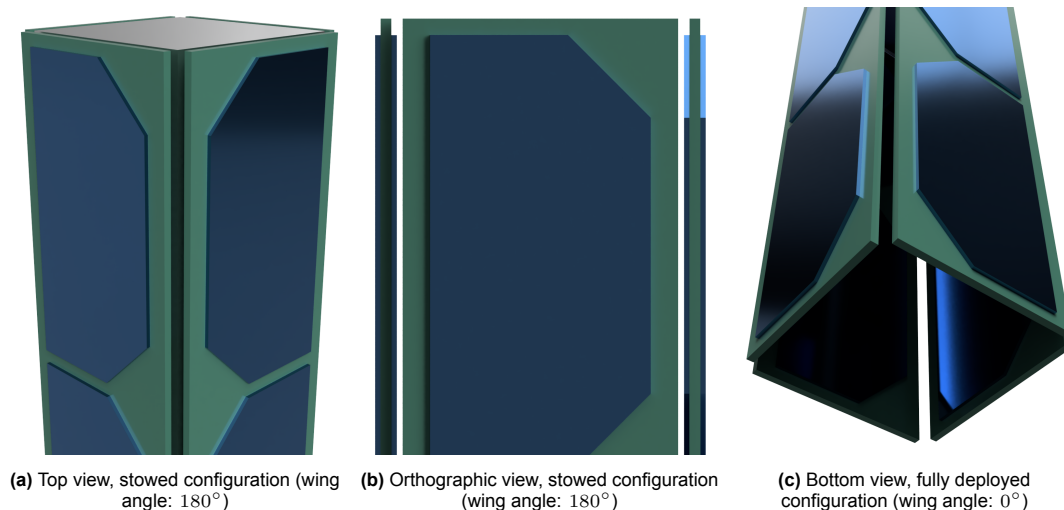 (a) Top view, stowed configuration (wing
angle: 180°)
(b) Orthographic view, stowed configuration
(wing angle: 180°)
(c) Bottom view, fully deployed
configuration (wing angle: 0°)